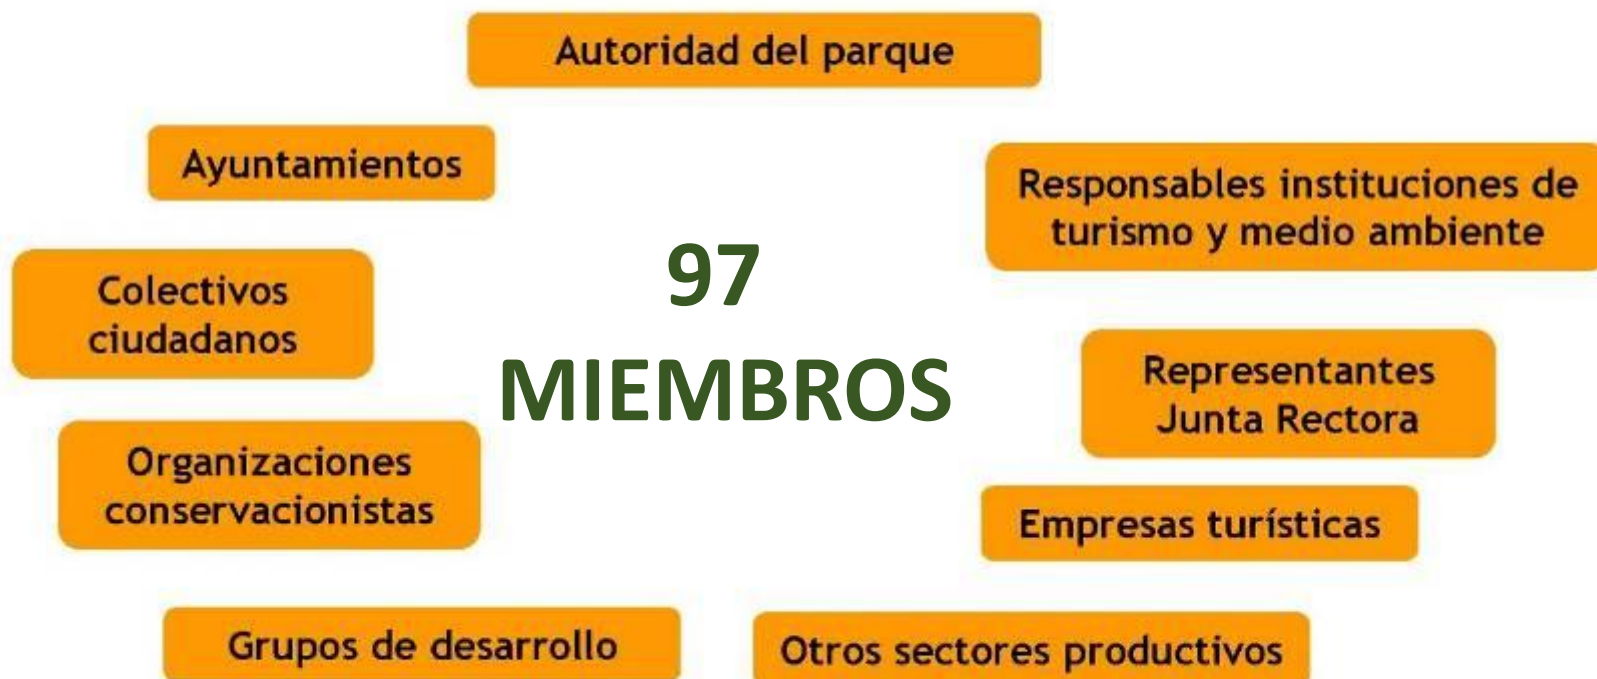 Autoridad del parque
Ayuntamientos
Responsables instituciones de
turismo y medio ambiente
Colectivos
ciudadanos
97
MIEMBROS
Representantes
Junta Rectora
Organizaciones
conservacionistas
Empresas turísticas
Grupos de desarrollo
Otros sectores productivos